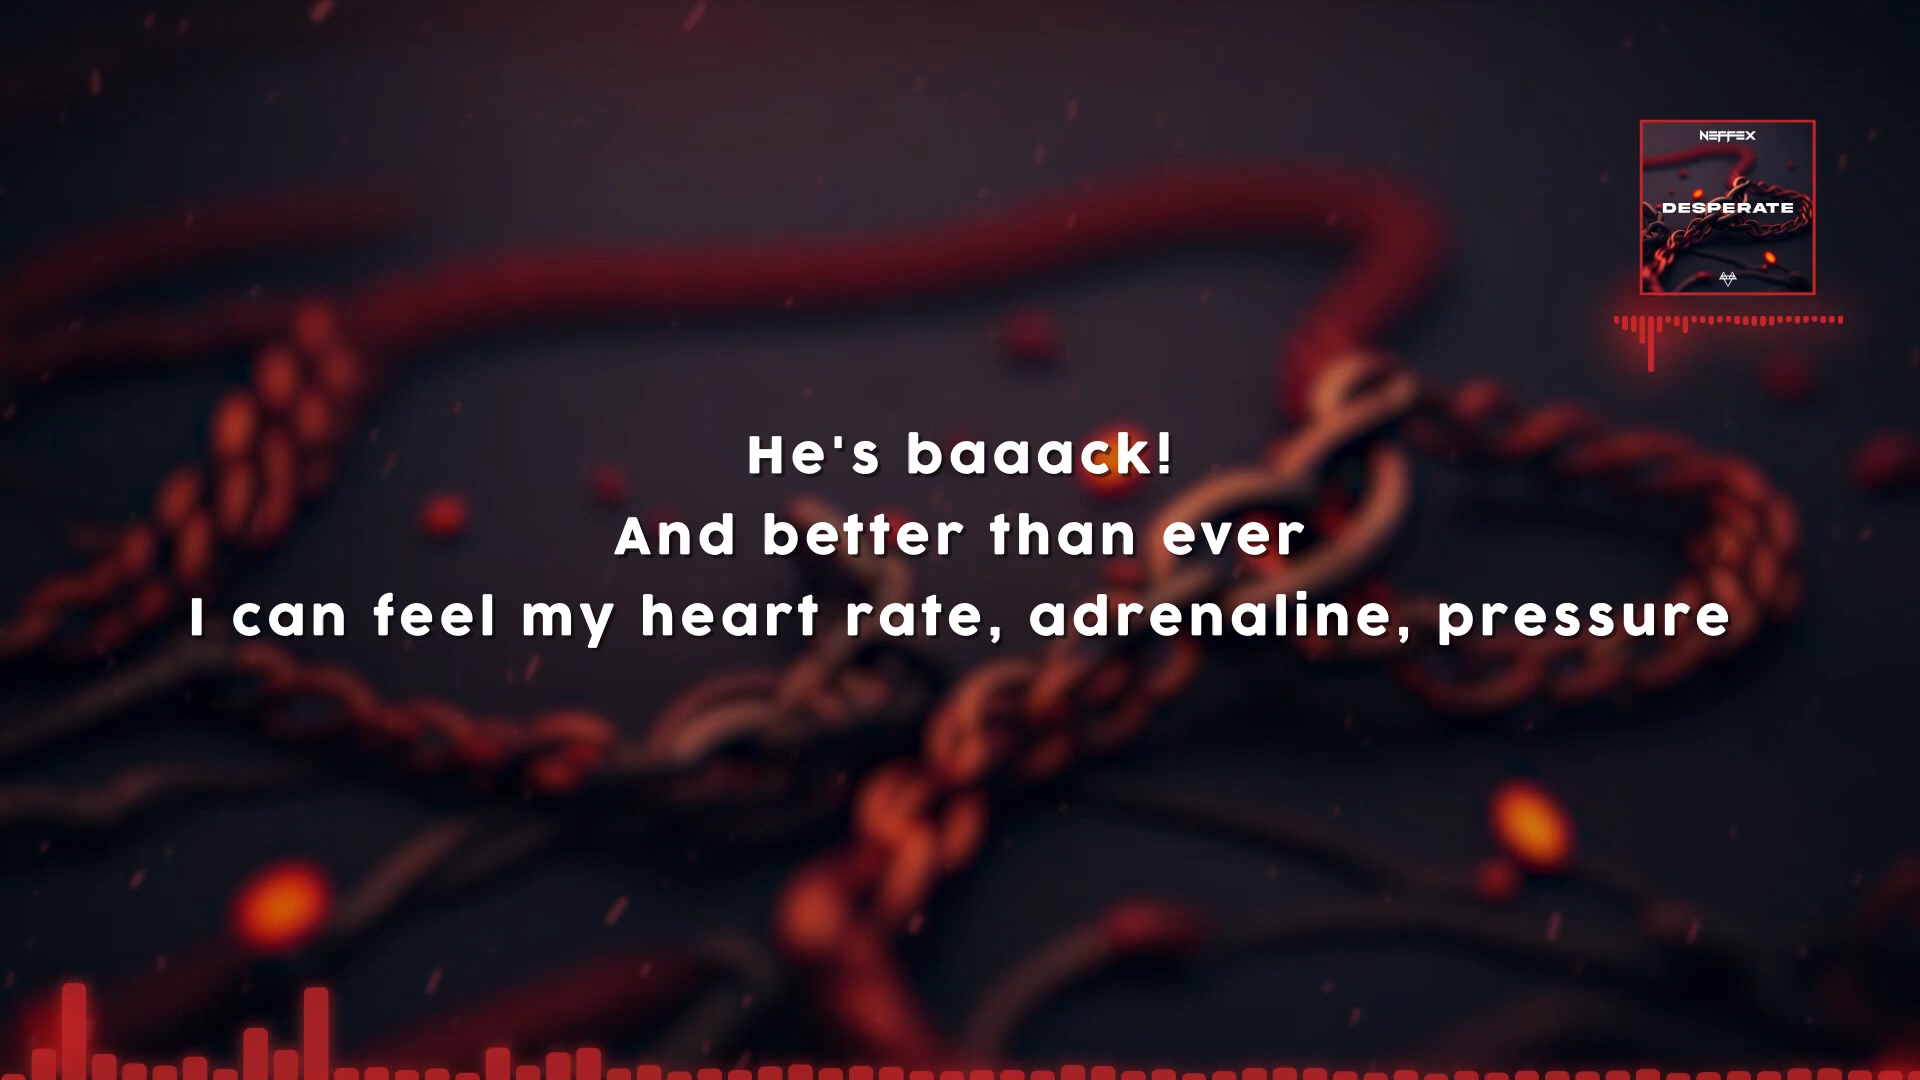 NEFFEX
DESPERATE
He's baaack!
And better than ever
I can feel my heart rate, adrenaline, pressure